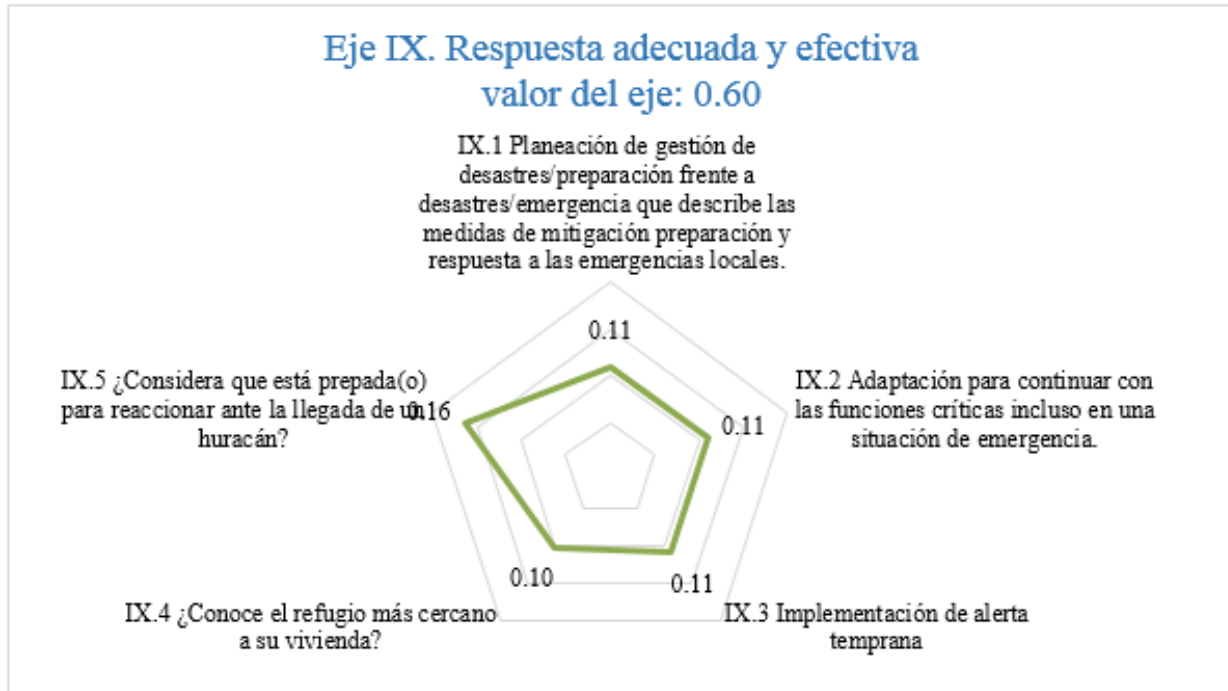 Eje IX. Respuesta adecuada y efectiva
valor del eje: 0.60
IX.1 Planeación de gestión de
desastres/preparación frente a
desastres/emergencia que describe las
medidas de mitigación preparación y
respuesta a las emergencias locales.
0.11
IX.2 Adaptación para continuar con
las funciones críticas incluso en una
situación de emergencia.
0.11
IX.3 Implementación de alerta
temprana
0.11
IX.4 ¿Conoce el refugio más cercano
a su vivienda?
0.10
IX.5 ¿Considera que está prepada(o)
para reaccionar ante la llegada de un
huracán?
0.16